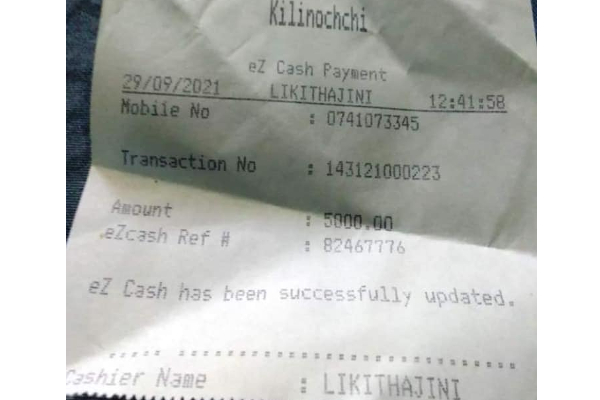 Kilinochchi
eZ Cash Payment
29/09/2021 LIKITHAJINI 12:41:58
Mobile No : 0741073345
Transaction No : 143121000223
Amount : 5000.00
eZcash Ref # : 82467776
eZ Cash has been successfully updated.
Cashier Name : LIKITHAJINI